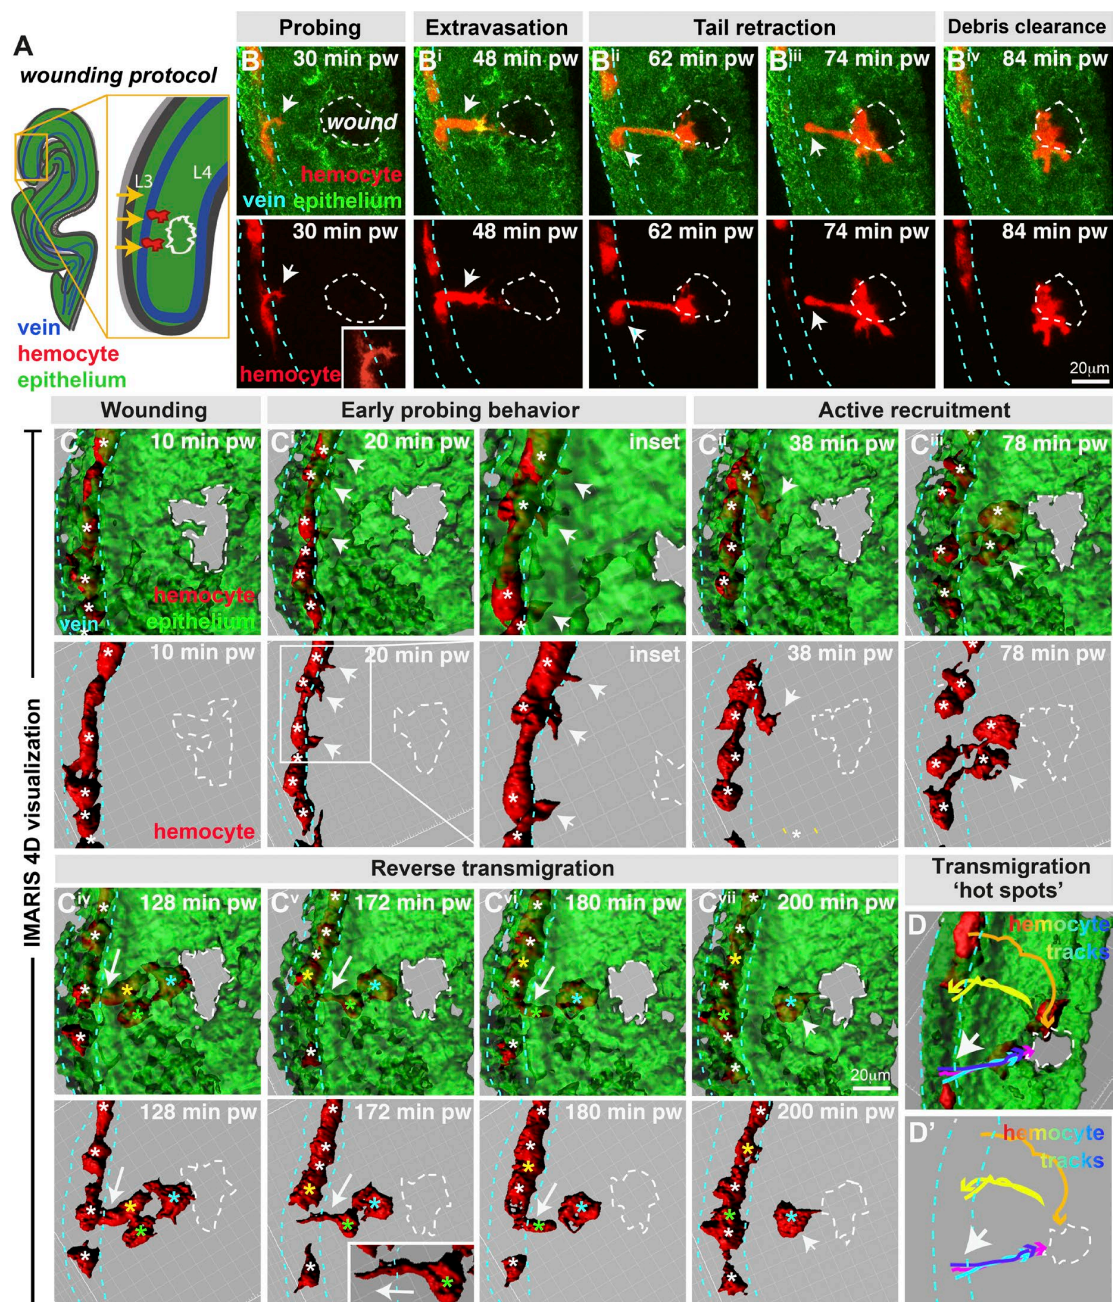 A
wounding protocol
L3
L4
vein
hemocyte
epithelium
Probing
Extravasation
Tail retraction
Debris clearance
B
30 min pw
wound
hemocyte
vein epithelium
Bi
48 min pw
Bii
62 min pw
Biii
74 min pw
Biv
84 min pw
30 min pw
hemocyte
48 min pw
62 min pw
74 min pw
84 min pw
20μm
IMARIS 4D visualization
Wounding
Early probing behavior
Active recruitment
C
10 min pw
hemocyte
vein
epithelium
Ci
20 min pw
inset
Cii
38 min pw
Ciii
78 min pw
10 min pw
hemocyte
20 min pw
inset
38 min pw
78 min pw
Reverse transmigration
Transmigration
‘hot spots’
Civ
128 min pw
Cv
172 min pw
Cvi
180 min pw
Cvii
200 min pw
20μm
D
hemocyte
tracks
128 min pw
172 min pw
180 min pw
200 min pw
D'
hemocyte
tracks